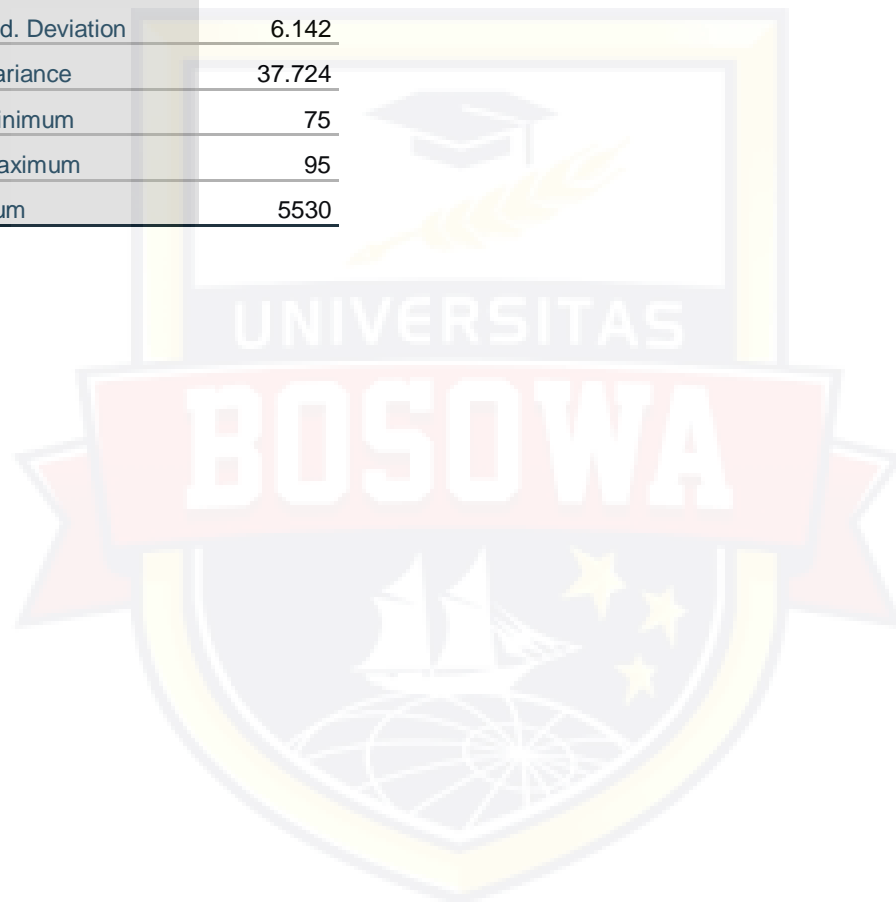 d. Deviation 6.142
ariance 37.724
inimum 75
aximum 95
um 5530
UNIVERSITAS
BOSOWA